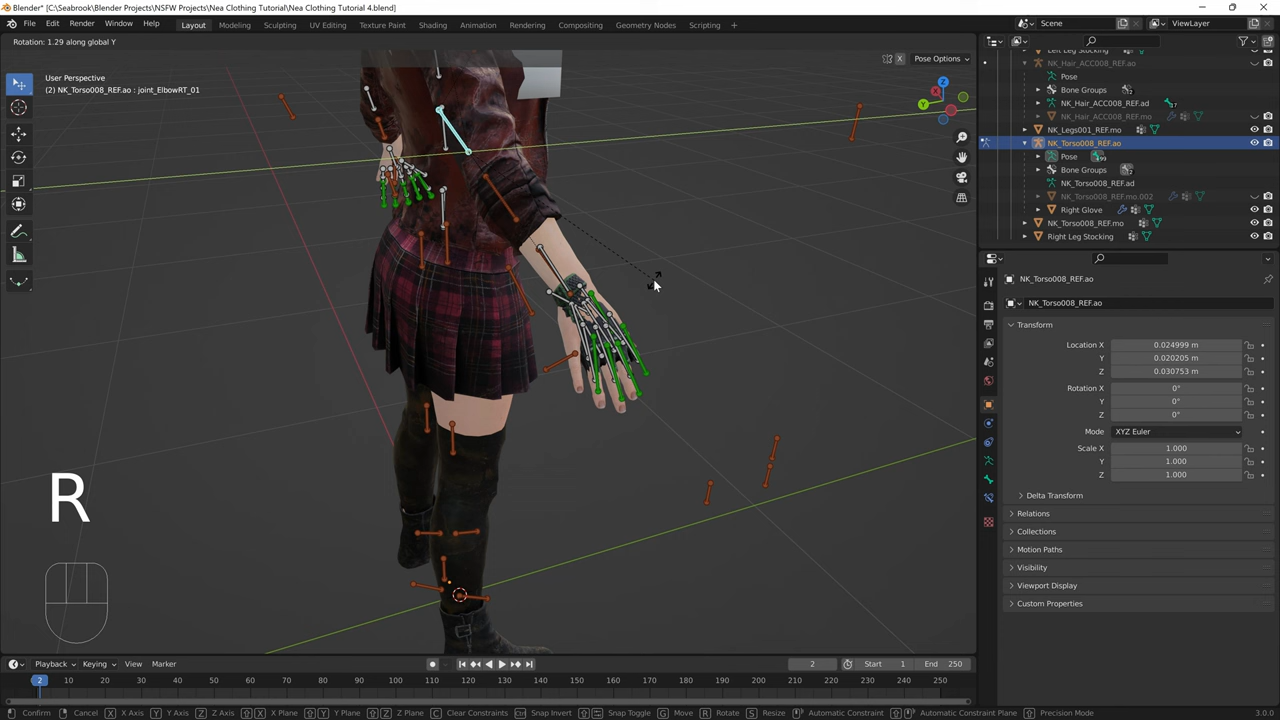 Blender* [C:\Seabrook\Blender Projects\NSFW Projects\Nea Clothing Tutorial\Nea Clothing Tutorial 4.blend]
File Edit Render Window Help Layout Modeling Sculpting UV Editing Texture Paint Shading Animation Rendering Compositing Geometry Nodes Scripting + Scene ViewLayer
Rotation: 1.29 along global Y
X Pose Options
User Perspective
(2) NK_Torso008_REF.ao : joint_ElbowRT_01
Z
X
Y
Left Leg Stocking
NK_Hair_ACC008_REF.ao
Pose
Bone Groups
NK_Hair_ACC008_REF.ad
NK_Hair_ACC008_REF.mo
NK_Legs001_REF.mo
NK_Torso008_REF.ao
Pose
Bone Groups
NK_Torso008_REF.ad
NK_Torso008_REF.mo.002
Right Glove
NK_Torso008_REF.mo
Right Leg Stocking
NK_Torso008_REF.ao
NK_Torso008_REF.ao
Transform
Location X 0.024999 m
Y 0.020205 m
Z 0.030753 m
Rotation X 0°
Y 0°
Z 0°
Mode XYZ Euler
Scale X 1.000
Y 1.000
Z 1.000
Delta Transform
Relations
Collections
Motion Paths
Visibility
Viewport Display
Custom Properties
R
Playback Keying View Marker 2 Start 1 End 250
2 10 20 30 40 50 60 70 80 90 100 110 120 130 140 150 160 170 180 190 200 210 220 230 240 250
Confirm Cancel X X Axis Y Y Axis Z Z Axis X X Plane Y Y Plane Z Z Plane C Clear Constraints Snap Invert Snap Toggle G Move R Rotate S Resize Automatic Constraint Automatic Constraint Plane Precision Mode 3.0.0